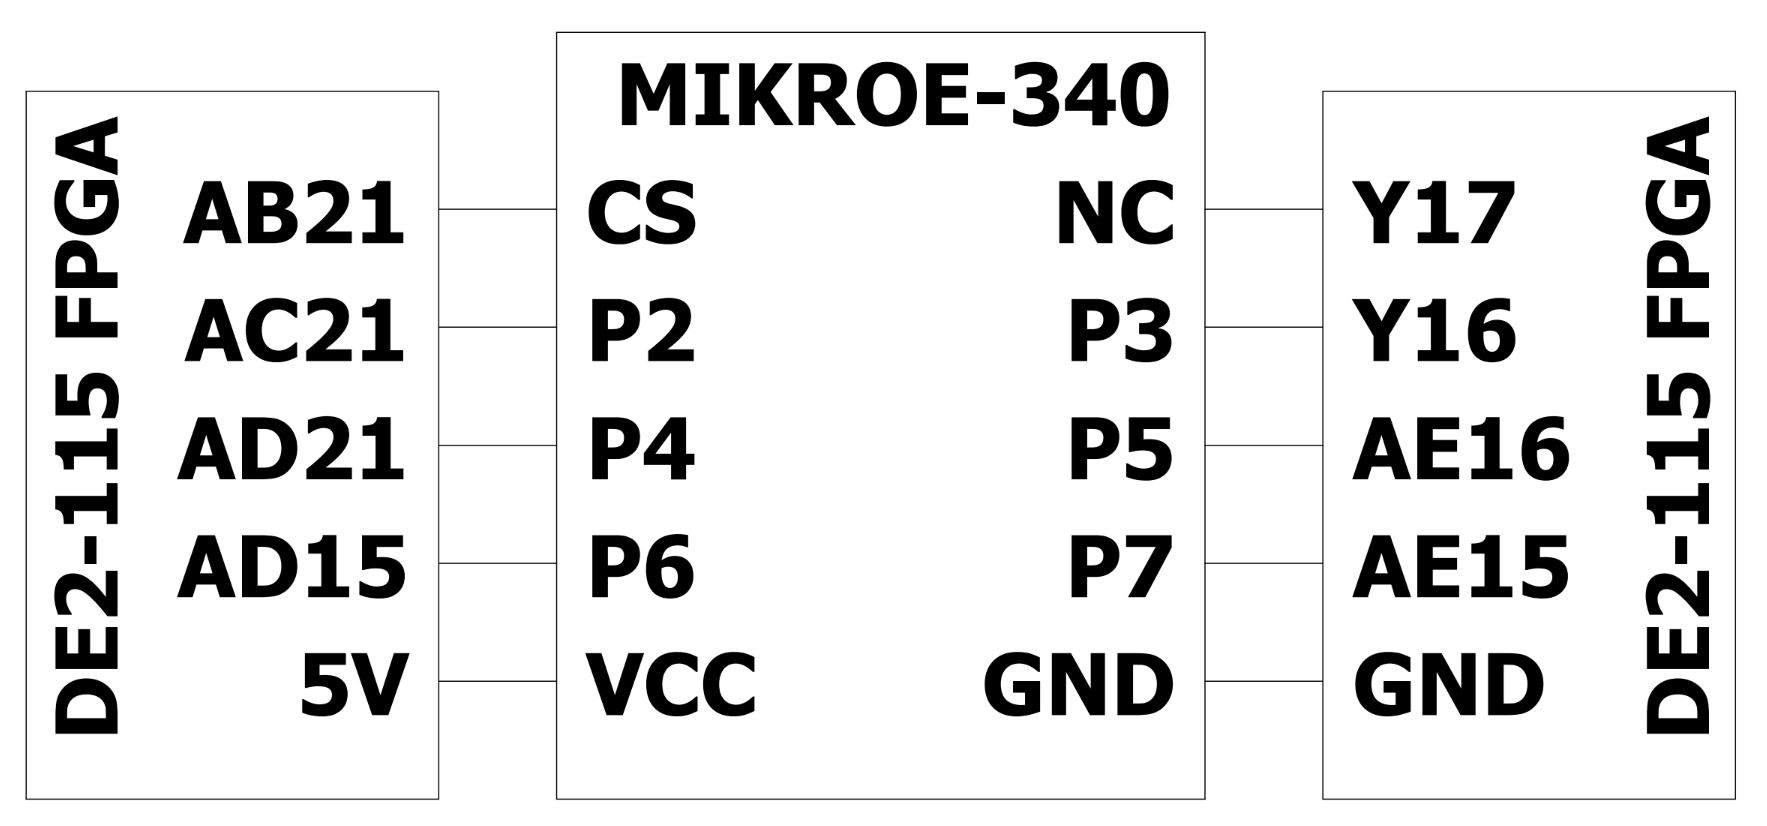 MIKROE-340
DE2-115 FPGA
AB21 CS NC Y17
AC21 P2 P3 Y16
AD21 P4 P5 AE16
AD15 P6 P7 AE15
5V VCC GND GND
DE2-115 FPGA